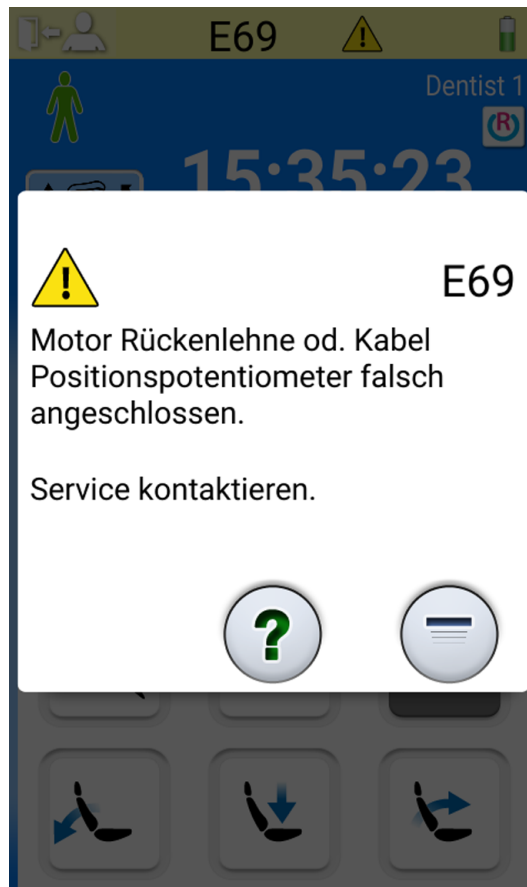 E69
Dentist 1
R
15:35:23
E69
Motor Rückenlehne od. Kabel
Positionspotentiometer falsch
angeschlossen.
Service kontaktieren.
?